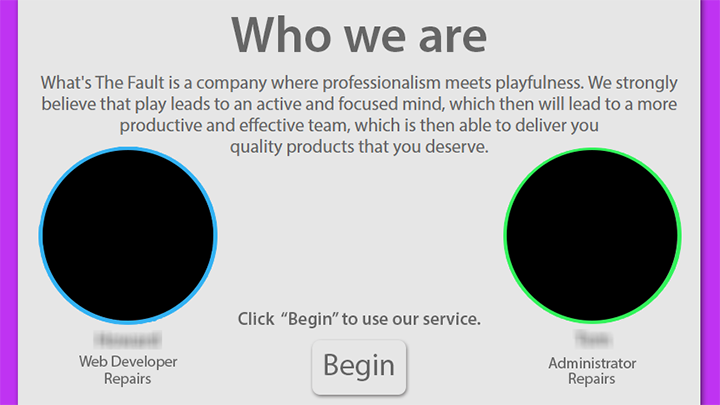 Who we are
What's The Fault is a company where professionalism meets playfulness. We strongly
believe that play leads to an active and focused mind, which then will lead to a more
productive and effective team, which is then able to deliver you
quality products that you deserve.
Click “Begin” to use our service.
Begin
Web Developer
Repairs
Administrator
Repairs